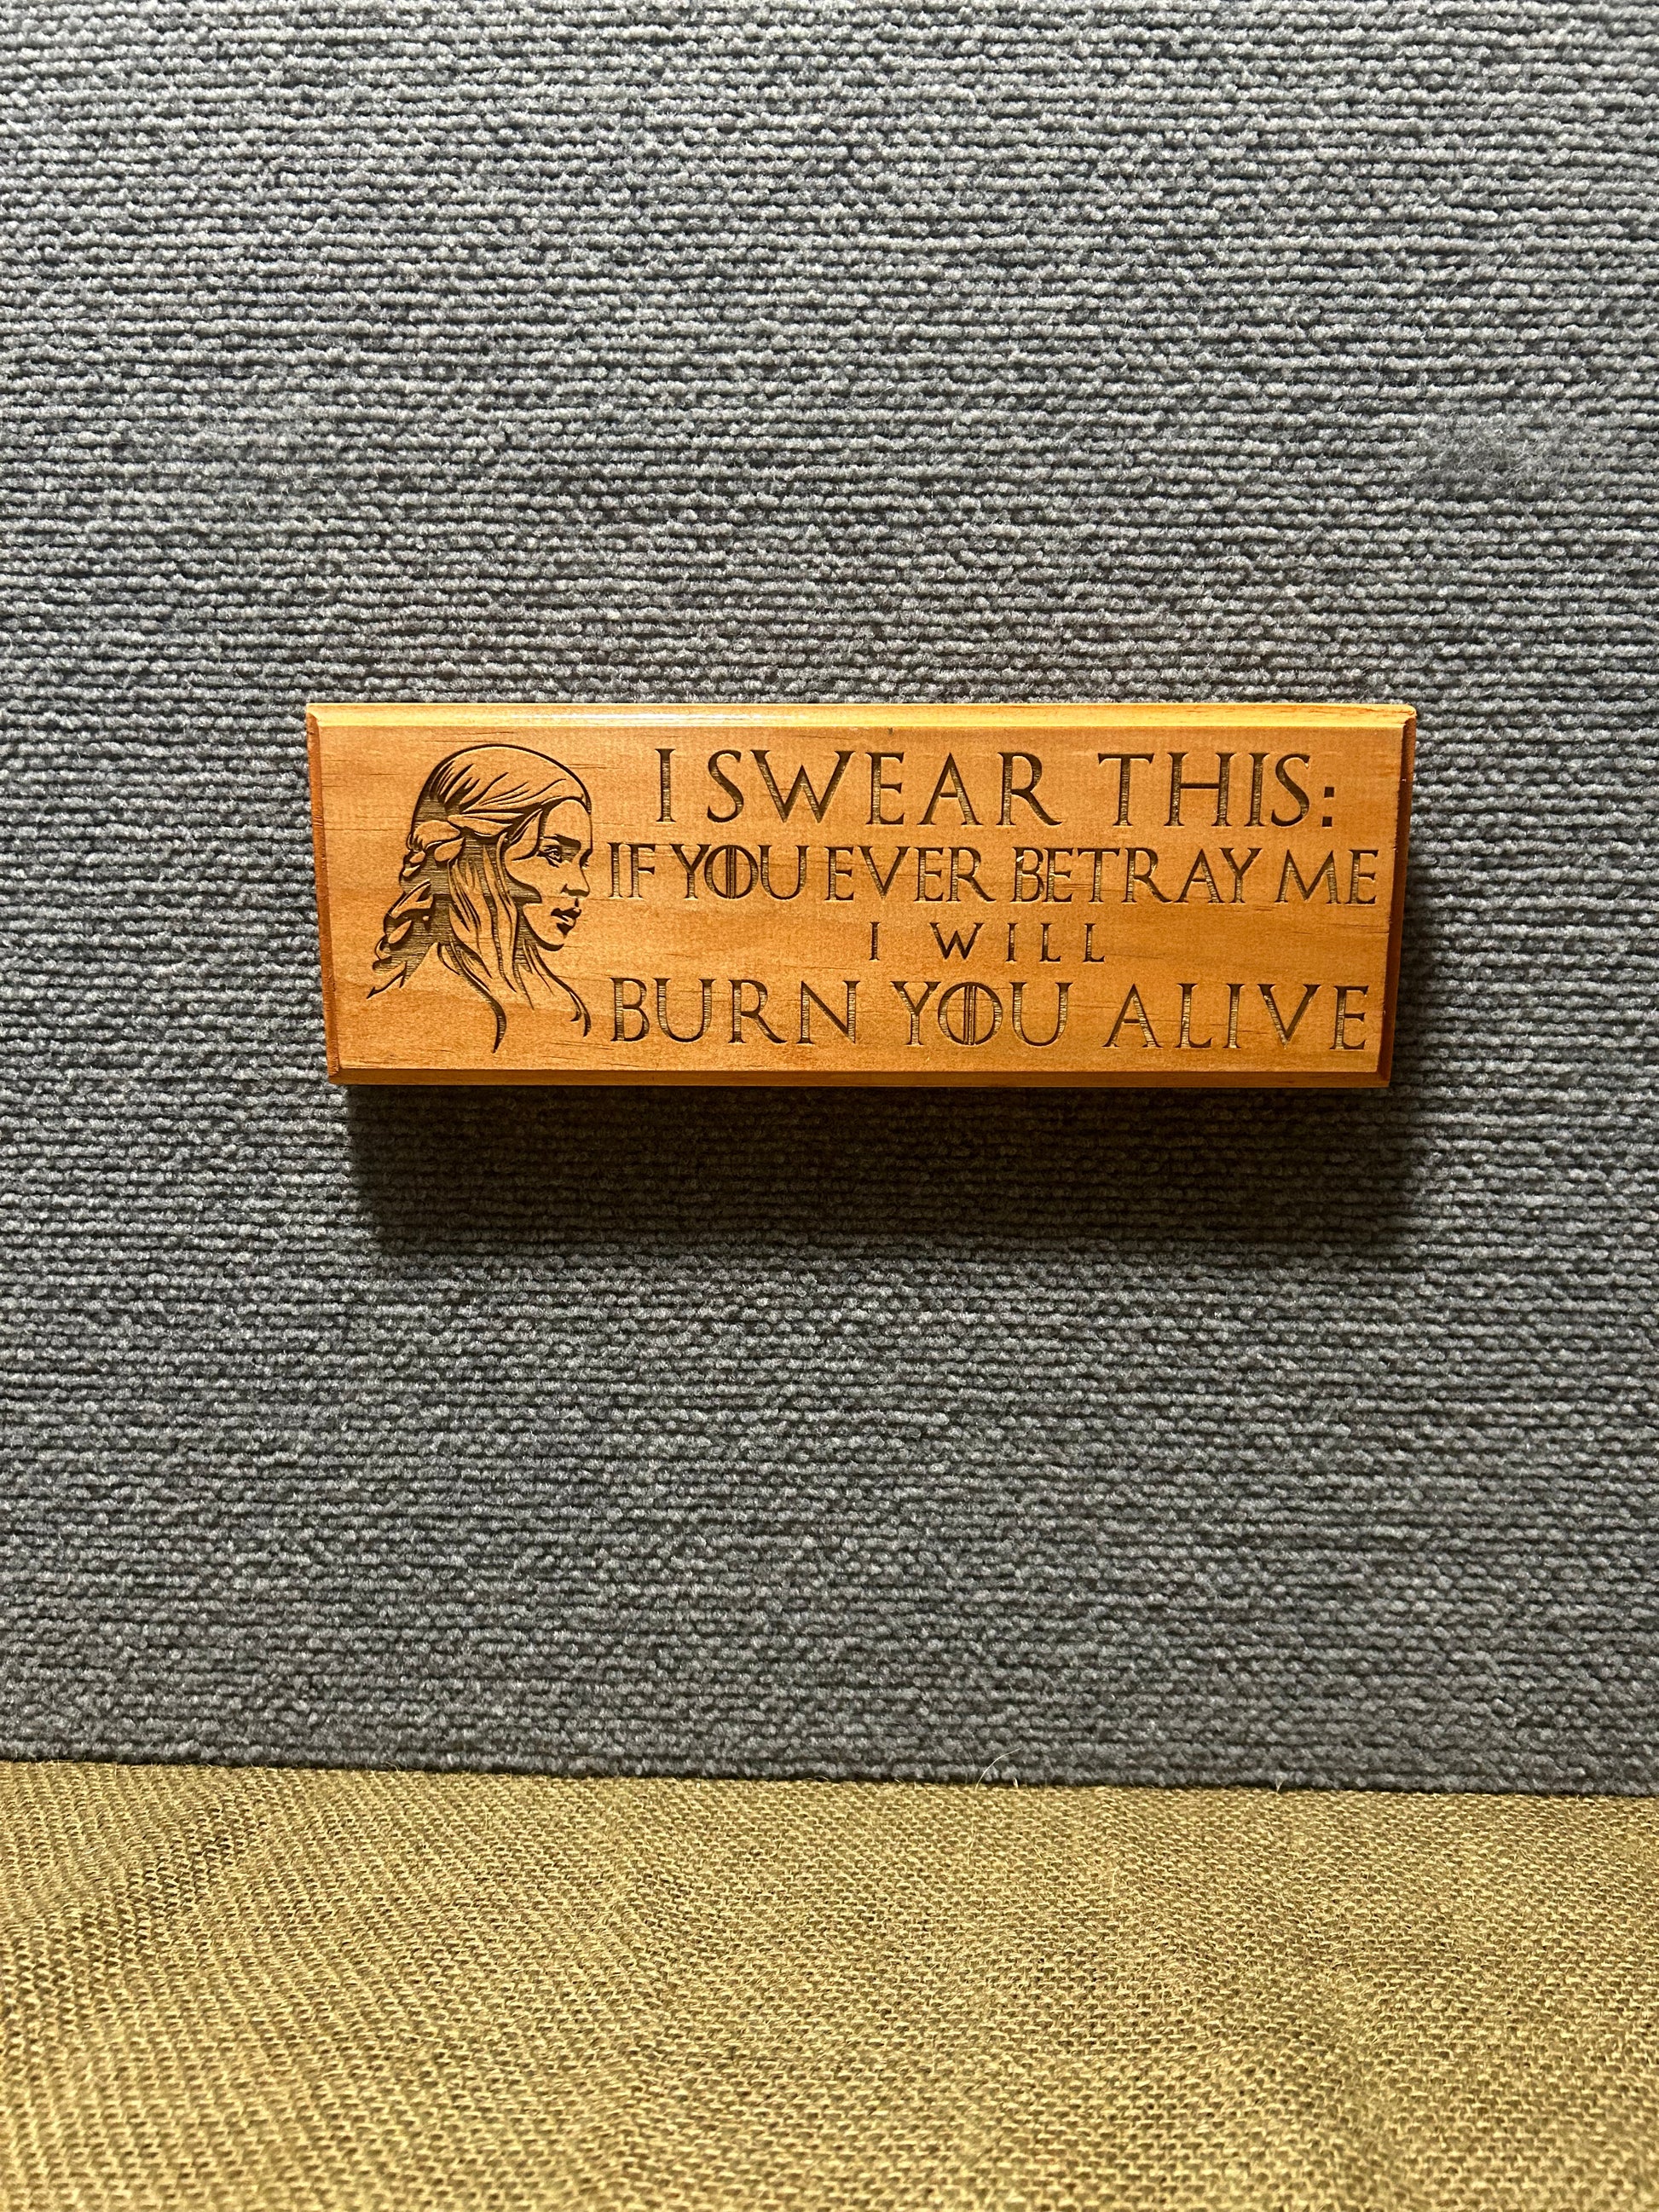 I SWEAR THIS:
IF YOU EVER BETRAY ME
I WILL
BURN YOU ALIVE